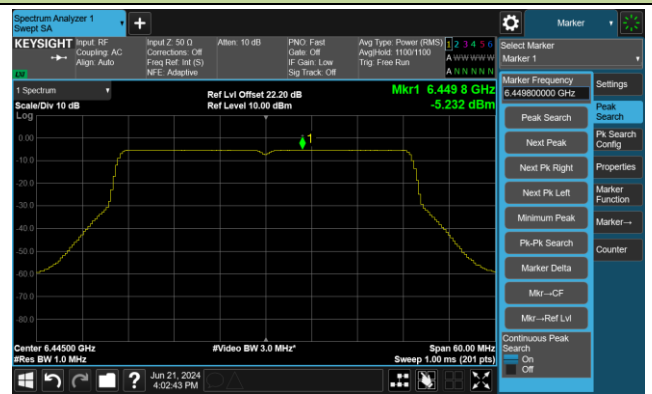 Spectrum Analyzer 1
Swept SA
Marker
KEYSIGHT
Input: RF
Coupling: AC
Align: Auto
Input Z: 50 Ω
Corrections: Off
Freq Ref: Int (S)
NFE: Adaptive
Atten: 10 dB
PNO: Fast
Gate: Off
IF Gain: Low
Sig Track: Off
Avg Type: Power (RMS)
Avg|Hold: 1100/1100
Trig: Free Run
1 2 3 4 5 6
A W W W W W
A N N N N N
LXI
Select Marker
Marker 1
1 Spectrum
Scale/Div 10 dB
Log
Ref Lvl Offset 22.20 dB
Ref Level 10.00 dBm
Mkr1 6.449 8 GHz
-5.232 dBm
1
0.00
-10.0
-20.0
-30.0
-40.0
-50.0
-60.0
-70.0
-80.0
Center 6.44500 GHz
#Res BW 1.0 MHz
#Video BW 3.0 MHz*
Span 60.00 MHz
Sweep 1.00 ms (201 pts)
Marker Frequency
6.449800000 GHz
Peak Search
Next Peak
Next Pk Right
Next Pk Left
Minimum Peak
Pk-Pk Search
Marker Delta
Mkr→CF
Mkr→Ref Lvl
Continuous Peak
Search
On
Off
Settings
Peak
Search
Pk Search
Config
Properties
Marker
Function
Marker→
Counter
?
Jun 21, 2024
4:02:43 PM